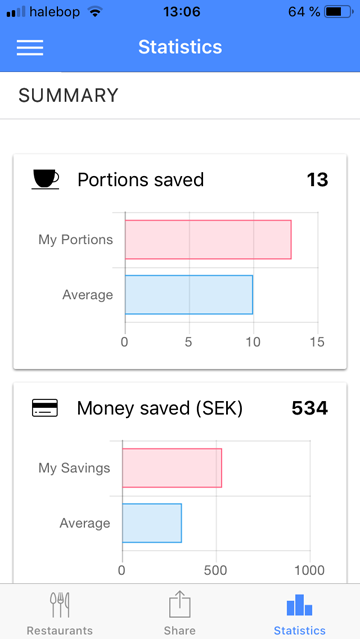 halebop 13:06 64 %
Statistics
SUMMARY
Portions saved 13
My Portions
Average
0 5 10 15
Money saved (SEK) 534
My Savings
Average
0 500 1000
Restaurants Share Statistics